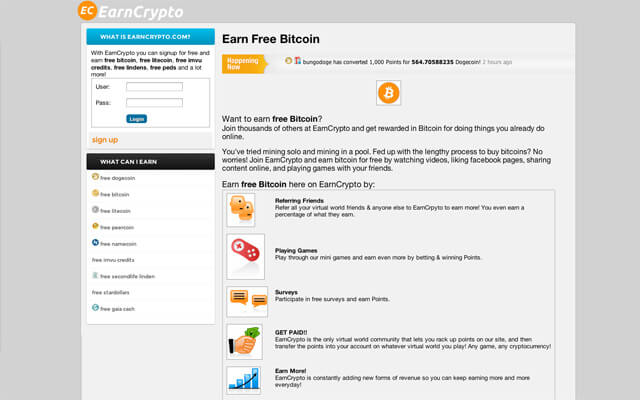 EC EarnCrypto
WHAT IS EARNCRYPTO.COM?
With EarnCrypto you can signup for free and
earn free bitcoin, free litecoin, free imvu
credits, free lindens, free peds and a lot
more!
User:
Pass:
Login
sign up
WHAT CAN I EARN
free dogecoin
free bitcoin
free litecoin
free peercoin
free namecoin
free imvu credits
free secondlife linden
free stardollars
free gaia cash
Earn Free Bitcoin
Happening
Now
bungodoge has converted 1,000 Points for 564.70588235 Dogecoin! 2 hours ago
Want to earn free Bitcoin?
Join thousands of others at EarnCrypto and get rewarded in Bitcoin for doing things you already do
online.
You've tried mining solo and mining in a pool. Fed up with the lengthy process to buy bitcoins? No
worries! Join EarnCrypto and earn bitcoin for free by watching videos, liking facebook pages, sharing
content online, and playing games with your friends.
Earn free Bitcoin here on EarnCrypto by:
Referring Friends
Refer all your virtual world friends & anyone else to EarnCrypto to earn more! You even earn a
percentage of what they earn.
Playing Games
Play through our mini games and earn even more by betting & winning Points.
Surveys
Participate in free surveys and earn Points.
GET PAID!!
EarnCrypto is the only virtual world community that lets you rack up points on our site, and then
transfer the points into your account on whatever virtual world you play! Any game, any cryptocurrency!
Earn More!
EarnCrypto is constantly adding new forms of revenue so you can keep earning more and more
everyday!